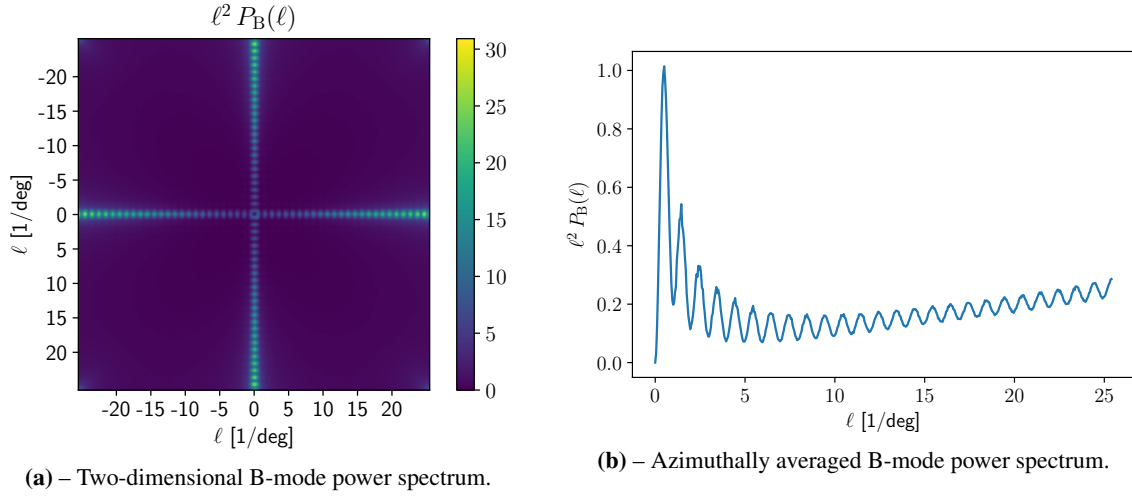 ℓ² P_B(ℓ)
-20
-15
-10
-5
0
5
10
15
20
ℓ [1/deg]
-20 -15 -10 -5 0 5 10 15 20
ℓ [1/deg]
30
25
20
15
10
5
0
(a) – Two-dimensional B-mode power spectrum.
1.0
0.8
0.6
0.4
0.2
0.0
ℓ² P_B(ℓ)
0 5 10 15 20 25
ℓ [1/deg]
(b) – Azimuthally averaged B-mode power spectrum.